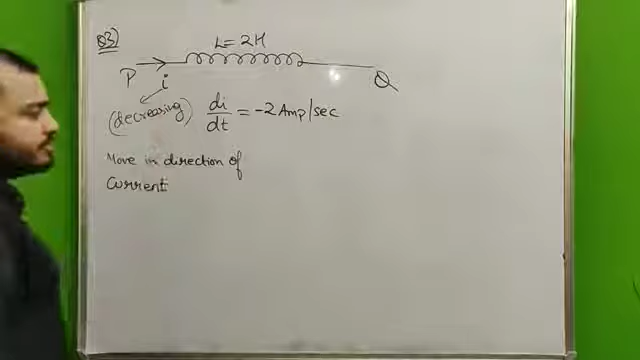 Q3)
L = 2H
P i Q
(decreasing) di/dt = -2 Amp/sec
Move in direction of
Current